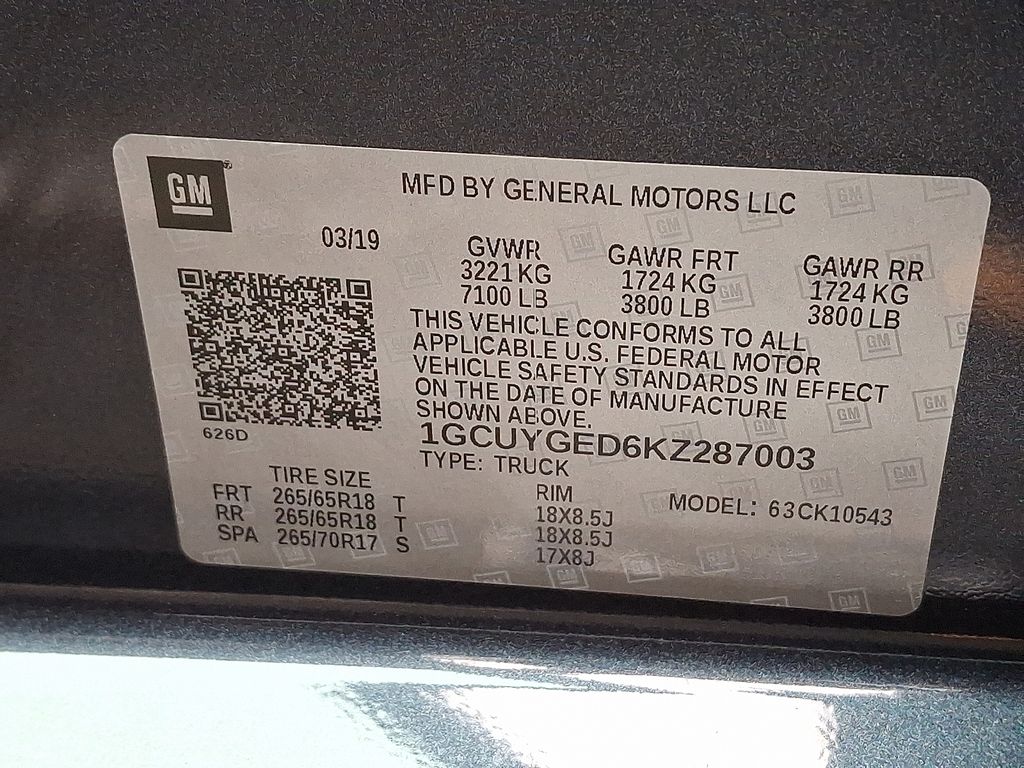 GM
MFD BY GENERAL MOTORS LLC
03/19
GVWR GAWR FRT GAWR RR
3221 KG 1724 KG 1724 KG
7100 LB 3800 LB 3800 LB
THIS VEHICLE CONFORMS TO ALL
APPLICABLE U.S. FEDERAL MOTOR
VEHICLE SAFETY STANDARDS IN EFFECT
ON THE DATE OF MANUFACTURE
SHOWN ABOVE.
626D
1GCUYGED6KZ287003
TYPE: TRUCK
TIRE SIZE RIM MODEL: 63CK10543
FRT 265/65R18 T 18X8.5J
RR 265/65R18 T 18X8.5J
SPA 265/70R17 S 17X8J